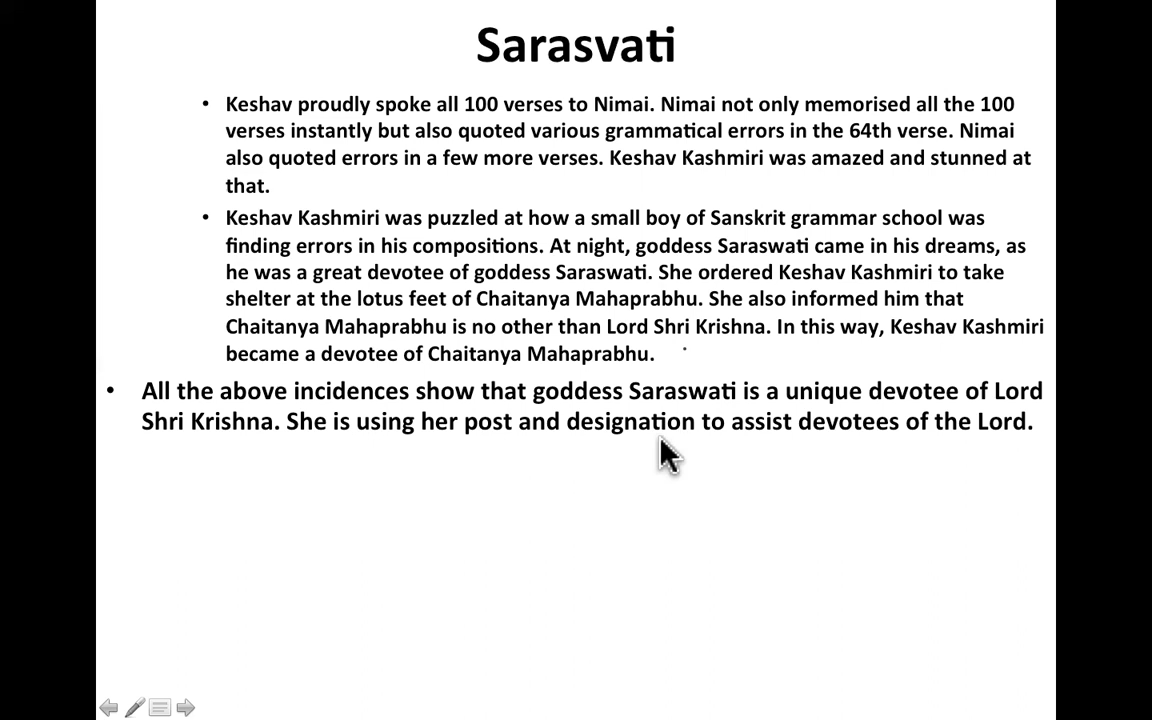 Sarasvati
• Keshav proudly spoke all 100 verses to Nimai. Nimai not only memorised all the 100
verses instantly but also quoted various grammatical errors in the 64th verse. Nimai
also quoted errors in a few more verses. Keshav Kashmiri was amazed and stunned at
that.
• Keshav Kashmiri was puzzled at how a small boy of Sanskrit grammar school was
finding errors in his compositions. At night, goddess Saraswati came in his dreams, as
he was a great devotee of goddess Saraswati. She ordered Keshav Kashmiri to take
shelter at the lotus feet of Chaitanya Mahaprabhu. She also informed him that
Chaitanya Mahaprabhu is no other than Lord Shri Krishna. In this way, Keshav Kashmiri
became a devotee of Chaitanya Mahaprabhu.
• All the above incidences show that goddess Saraswati is a unique devotee of Lord
Shri Krishna. She is using her post and designation to assist devotees of the Lord.